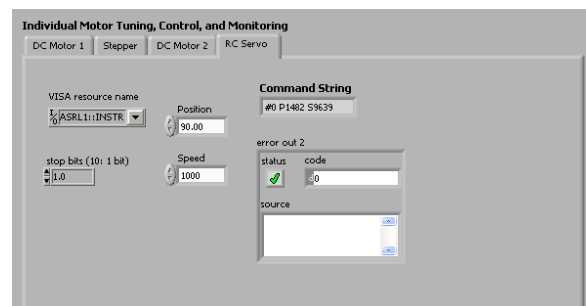 Individual Motor Tuning, Control, and Monitoring
DC Motor 1 Stepper DC Motor 2 RC Servo
VISA resource name
I/O ASRL1::INSTR
Position
90.00
Command String
#0 P1482 S9639
stop bits (10: 1 bit)
1.0
Speed
1000
error out 2
status code
d0
source